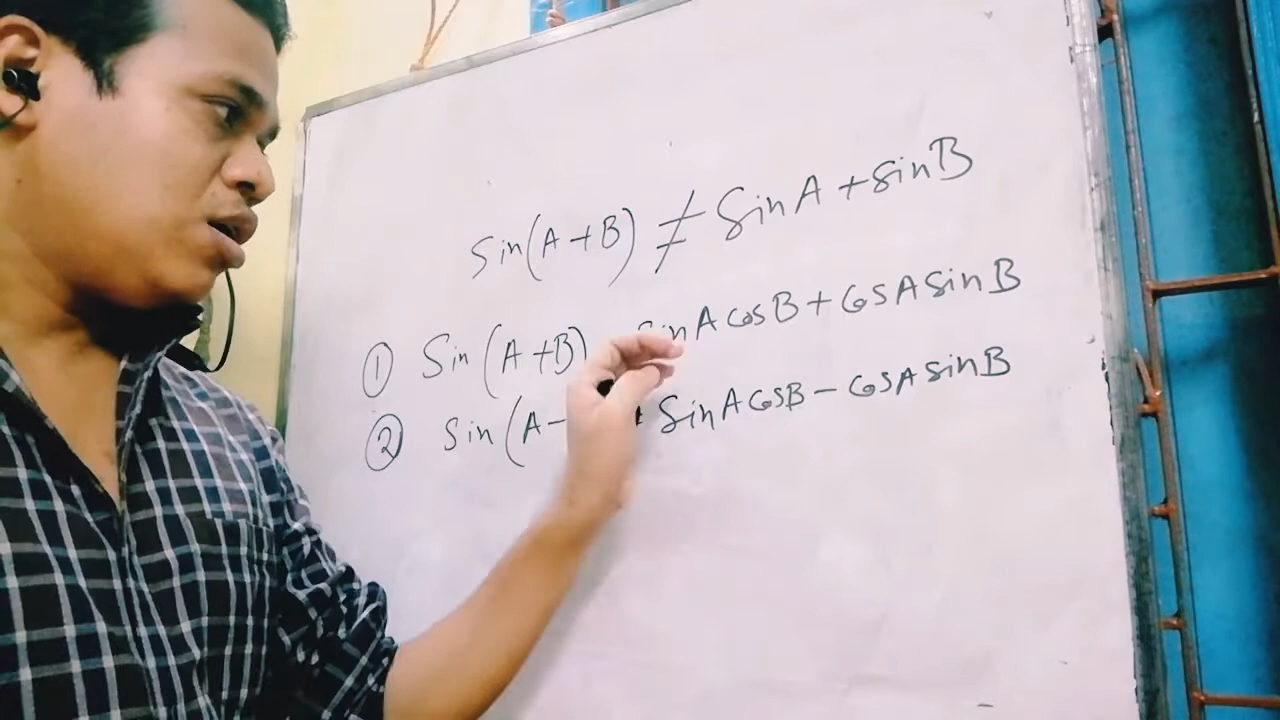 Sin(A+B) ≠ SinA + sinB
① Sin(A+B) SinA cosB + cosA sinB
② Sin(A- SinA cosB - cosA sinB